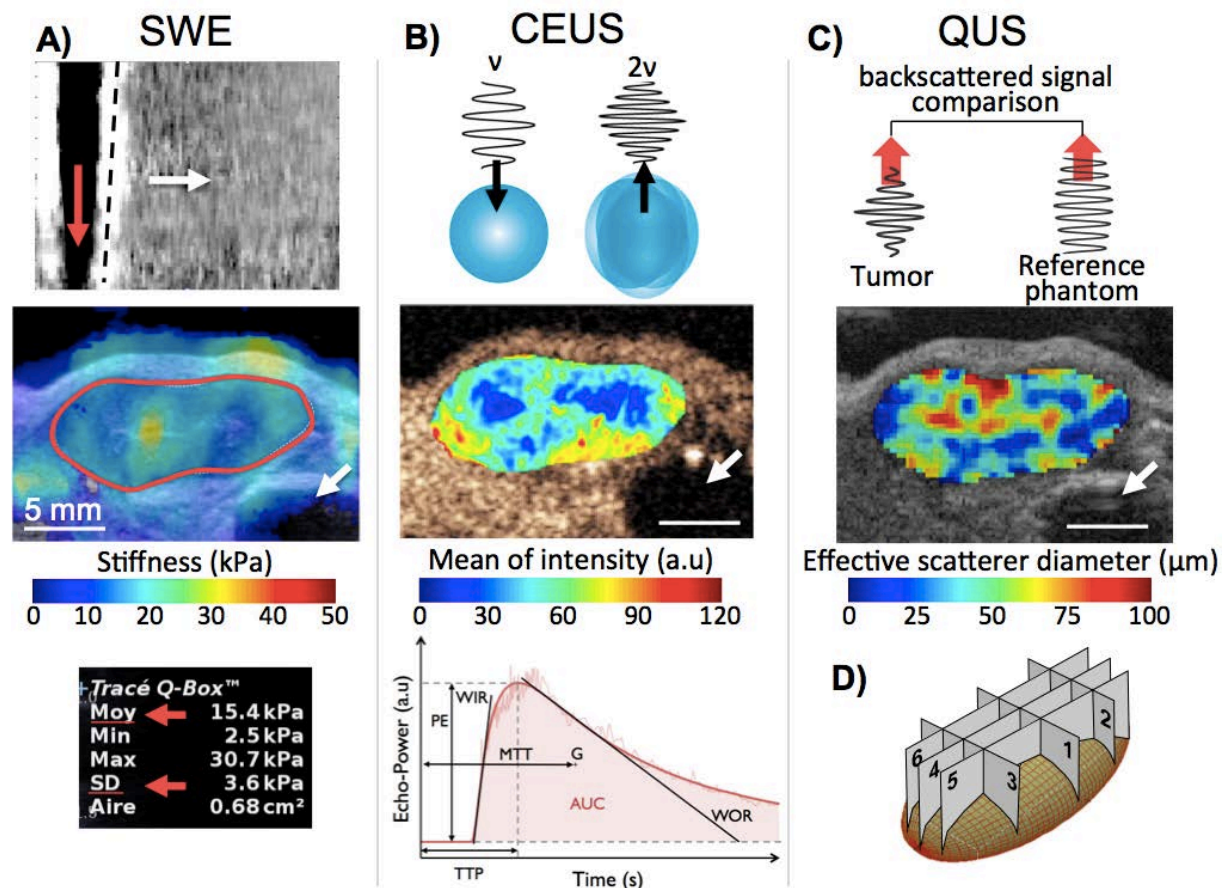 A) SWE
5 mm
Stiffness (kPa)
0 10 20 30 40 50
Tracé Q-Box™
Moy 15.4 kPa
Min 2.5 kPa
Max 30.7 kPa
SD 3.6 kPa
Aire 0.68 cm²
B) CEUS
ν 2ν
Mean of intensity (a.u)
0 30 60 90 120
Echo-Power (a.u)
PE
WIR
MTT
G
AUC
WOR
TTP
Time (s)
C) QUS
backscattered signal
comparison
Tumor
Reference
phantom
Effective scatterer diameter (µm)
0 25 50 75 100
D)
6 4 5 3 1 2